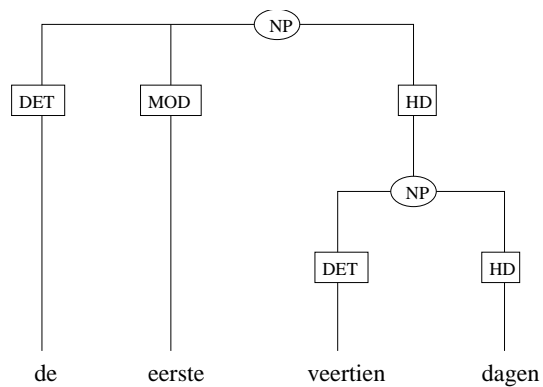 NP
DET MOD HD
NP
DET HD
de eerste veertien dagen